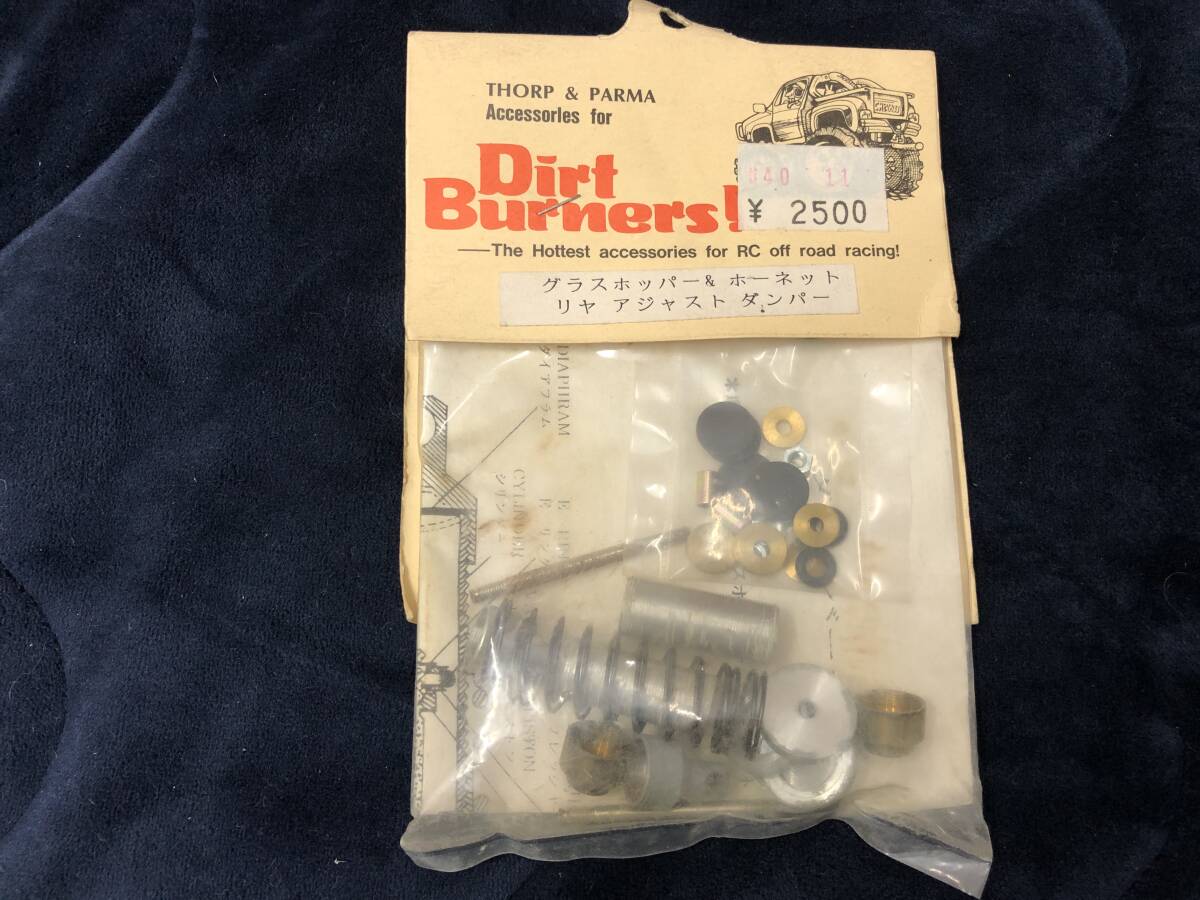 THORP & PARMA
Accessories for
Dirt
Burners!
840 11
¥ 2500
The Hottest accessories for RC off road racing!
グラスホッパー& ホーネット
リヤ アジャスト ダンパー
DIAPHRAM
ダイアフラム
CYLINDER
シリンダー